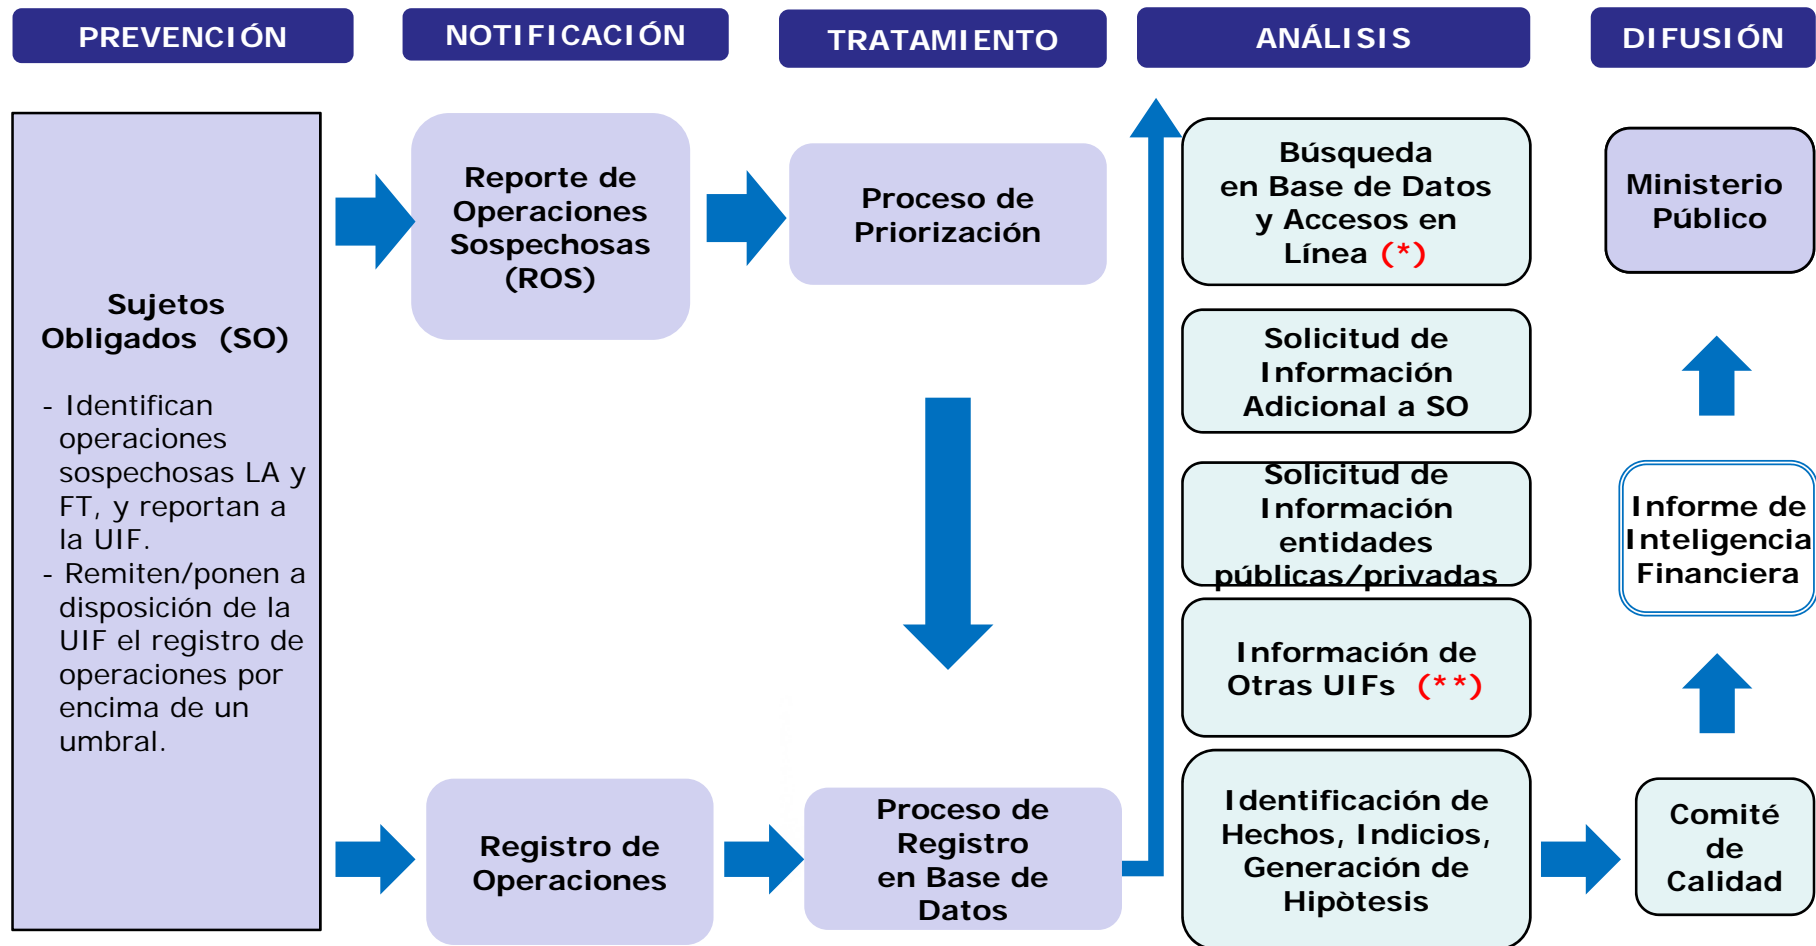 PREVENCIÓN
NOTIFICACIÓN
TRATAMIENTO
ANÁLISIS
DIFUSIÓN
Sujetos
Obligados (SO)
- Identifican
operaciones
sospechosas LA y
FT, y reportan a
la UIF.
- Remiten/ponen a
disposición de la
UIF el registro de
operaciones por
encima de un
umbral.
Reporte de
Operaciones
Sospechosas
(ROS)
Registro de
Operaciones
Proceso de
Priorización
Proceso de
Registro
en Base de
Datos
Búsqueda
en Base de Datos
y Accesos en
Línea (*)
Solicitud de
Información
Adicional a SO
Solicitud de
Información
entidades
públicas/privadas
Información de
Otras UIFs (**)
Identificación de
Hechos, Indicios,
Generación de
Hipòtesis
Ministerio
Público
Informe de
Inteligencia
Financiera
Comité
de
Calidad